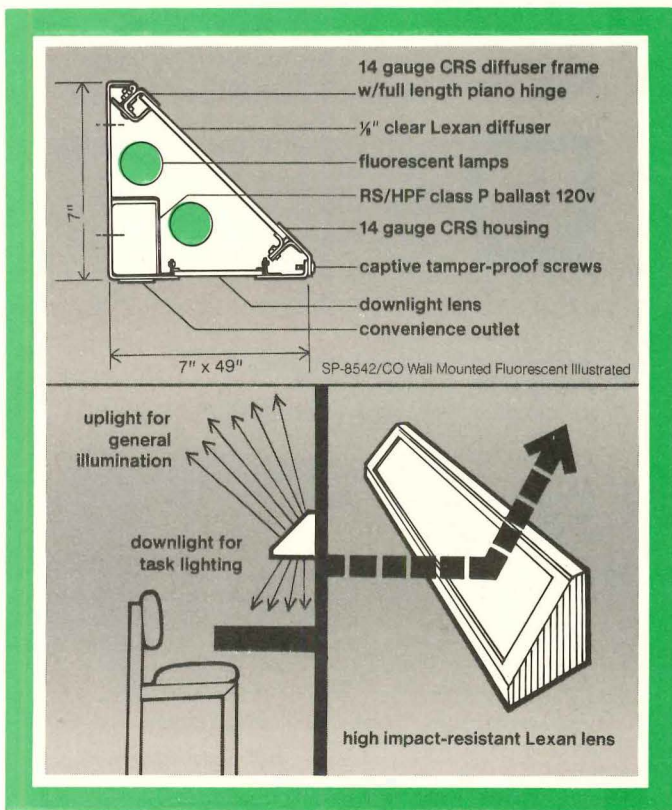 14 gauge CRS diffuser frame
w/full length piano hinge
⅛" clear Lexan diffuser
fluorescent lamps
RS/HPF class P ballast 120v
14 gauge CRS housing
captive tamper-proof screws
downlight lens
convenience outlet
7"
7" x 49"
SP-8542/CO Wall Mounted Fluorescent Illustrated
uplight for
general
illumination
downlight for
task lighting
high impact-resistant Lexan lens